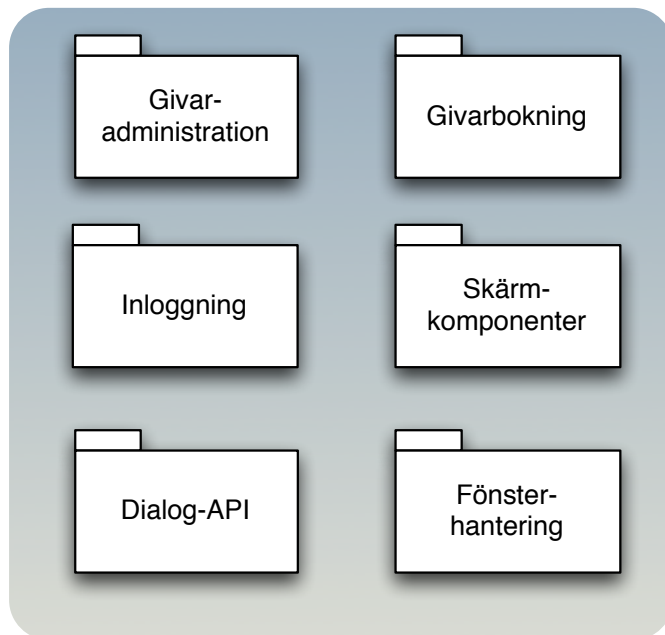 Givar-
administration
Givarbokning
Inloggning
Skärm-
komponenter
Dialog-API
Fönster-
hantering